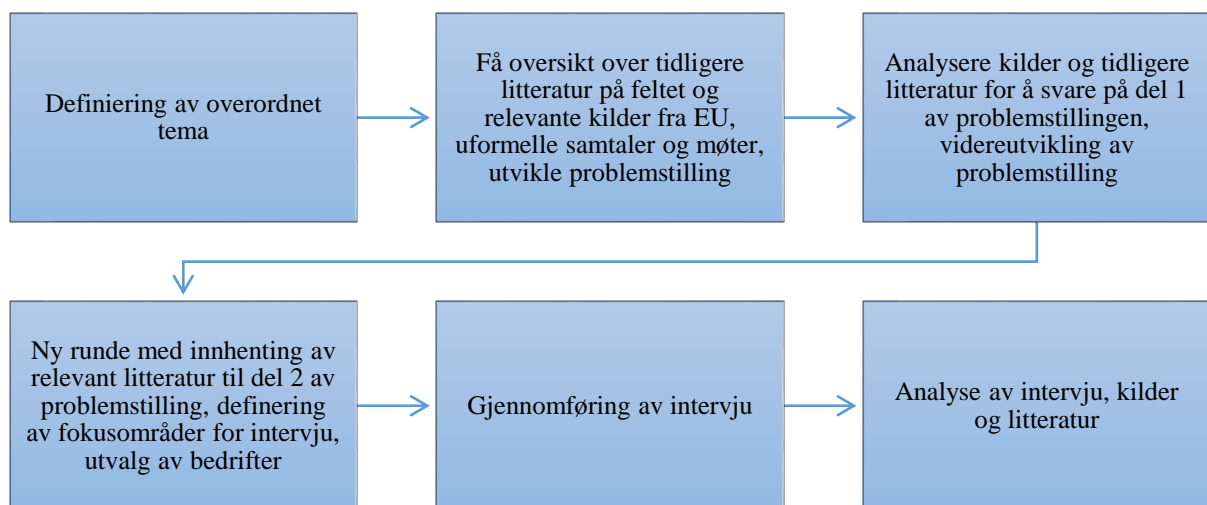 Definiering av overordnet
tema
Få oversikt over tidligere
litteratur på feltet og
relevante kilder fra EU,
uformelle samtaler og møter,
utvikle problemstilling
Analysere kilder og tidligere
litteratur for å svare på del 1
av problemstillingen,
videreutvikling av
problemstilling
Ny runde med innhenting av
relevant litteratur til del 2 av
problemstilling, definering
av fokusområder for intervju,
utvalg av bedrifter
Gjennomføring av intervju
Analyse av intervju, kilder
og litteratur